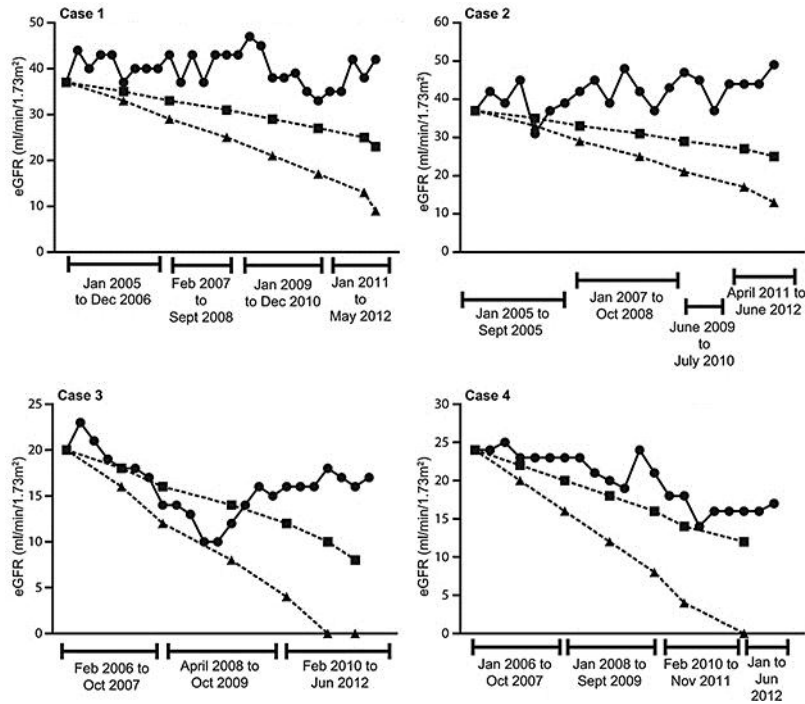 Case 1
50
40
30
20
10
0
eGFR (ml/min/1.73m²)
Jan 2005
to Dec 2006
Feb 2007
to
Sept 2008
Jan 2009
to Dec 2010
Jan 2011
to
May 2012
Case 2
60
50
40
30
20
10
0
eGFR (ml/min/1.73m²)
Jan 2005 to
Sept 2005
Jan 2007 to
Oct 2008
June 2009
to
July 2010
April 2011 to
June 2012
Case 3
25
20
15
10
5
0
eGFR (ml/min/1.73m²)
Feb 2006 to
Oct 2007
April 2008 to
Oct 2009
Feb 2010 to
Jun 2012
Case 4
30
25
20
15
10
5
0
eGFR (ml/min/1.73m²)
Jan 2006 to
Oct 2007
Jan 2008 to
Sept 2009
Feb 2010 to
Nov 2011
Jan to
Jun
2012